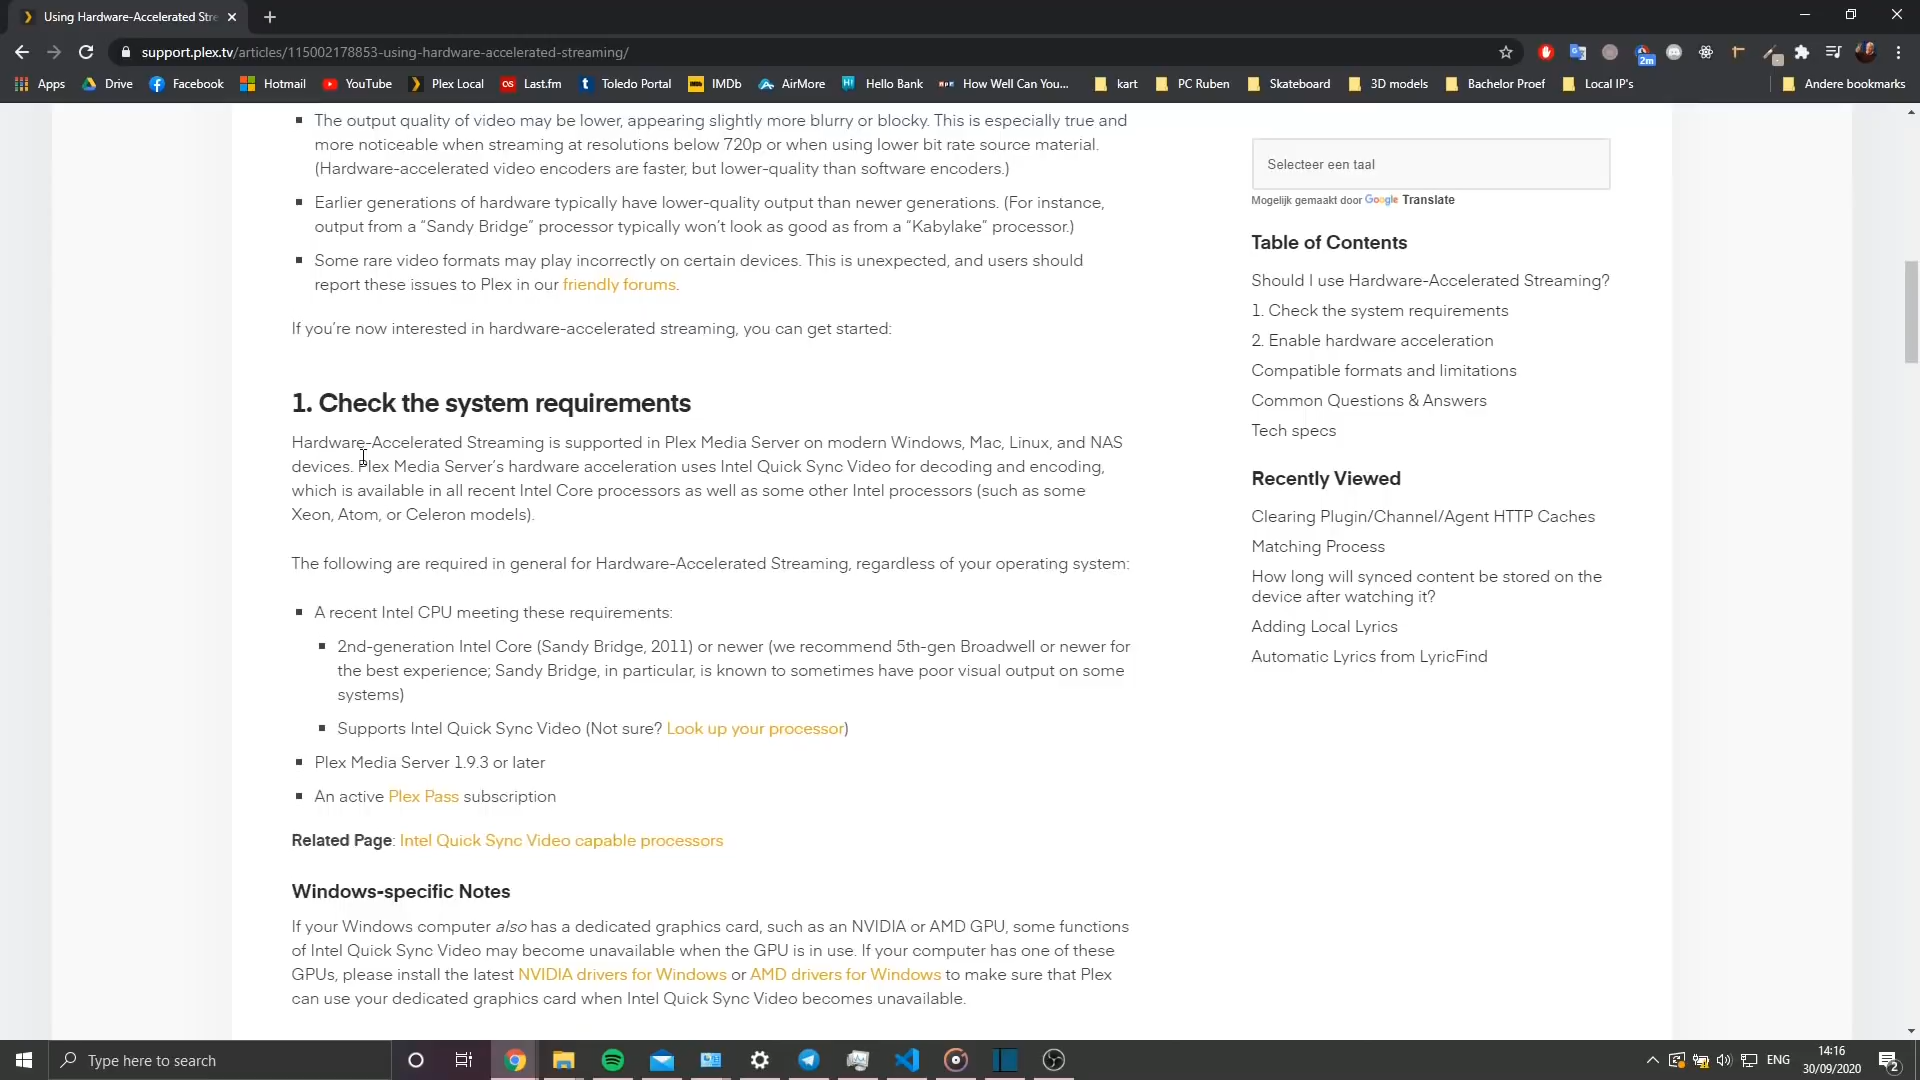 Using Hardware-Accelerated Stre
support.plex.tv/articles/115002178853-using-hardware-accelerated-streaming/
2m
Apps Drive Facebook Hotmail YouTube Plex Local Last.fm Toledo Portal IMDb AirMore Hello Bank How Well Can You... kart PC Ruben Skateboard 3D models Bachelor Proef Local IP's Andere bookmarks
The output quality of video may be lower, appearing slightly more blurry or blocky. This is especially true and
more noticeable when streaming at resolutions below 720p or when using lower bit rate source material.
(Hardware-accelerated video encoders are faster, but lower-quality than software encoders.)
Earlier generations of hardware typically have lower-quality output than newer generations. (For instance,
output from a “Sandy Bridge” processor typically won’t look as good as from a “Kabylake” processor.)
Some rare video formats may play incorrectly on certain devices. This is unexpected, and users should
report these issues to Plex in our friendly forums.
If you’re now interested in hardware-accelerated streaming, you can get started:
1. Check the system requirements
Hardware-Accelerated Streaming is supported in Plex Media Server on modern Windows, Mac, Linux, and NAS
devices. Plex Media Server’s hardware acceleration uses Intel Quick Sync Video for decoding and encoding,
which is available in all recent Intel Core processors as well as some other Intel processors (such as some
Xeon, Atom, or Celeron models).
The following are required in general for Hardware-Accelerated Streaming, regardless of your operating system:
A recent Intel CPU meeting these requirements:
2nd-generation Intel Core (Sandy Bridge, 2011) or newer (we recommend 5th-gen Broadwell or newer for
the best experience; Sandy Bridge, in particular, is known to sometimes have poor visual output on some
systems)
Supports Intel Quick Sync Video (Not sure? Look up your processor)
Plex Media Server 1.9.3 or later
An active Plex Pass subscription
Related Page: Intel Quick Sync Video capable processors
Windows-specific Notes
If your Windows computer also has a dedicated graphics card, such as an NVIDIA or AMD GPU, some functions
of Intel Quick Sync Video may become unavailable when the GPU is in use. If your computer has one of these
GPUs, please install the latest NVIDIA drivers for Windows or AMD drivers for Windows to make sure that Plex
can use your dedicated graphics card when Intel Quick Sync Video becomes unavailable.
Selecteer een taal
Mogelijk gemaakt door Google Translate
Table of Contents
Should I use Hardware-Accelerated Streaming?
1. Check the system requirements
2. Enable hardware acceleration
Compatible formats and limitations
Common Questions & Answers
Tech specs
Recently Viewed
Clearing Plugin/Channel/Agent HTTP Caches
Matching Process
How long will synced content be stored on the
device after watching it?
Adding Local Lyrics
Automatic Lyrics from LyricFind
Type here to search
ENG
14:16
30/09/2020
2